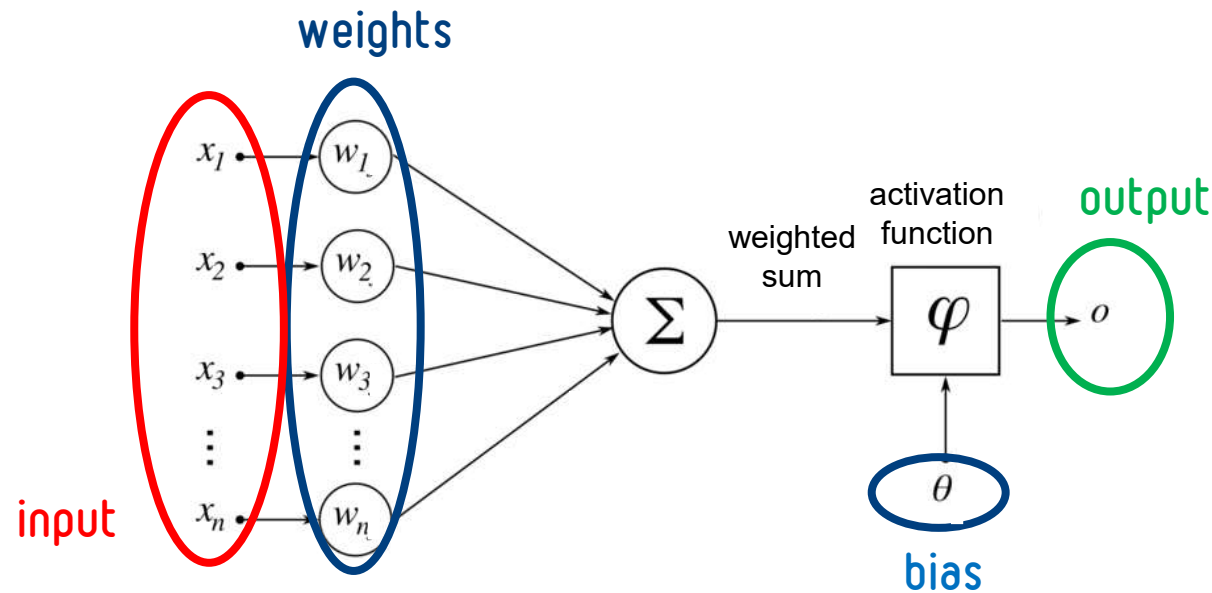 weights
x1
w1
x2
w2
x3
w3
⋮
⋮
xn
wn
input
Σ
weighted
sum
activation
function
φ
θ
bias
output
o